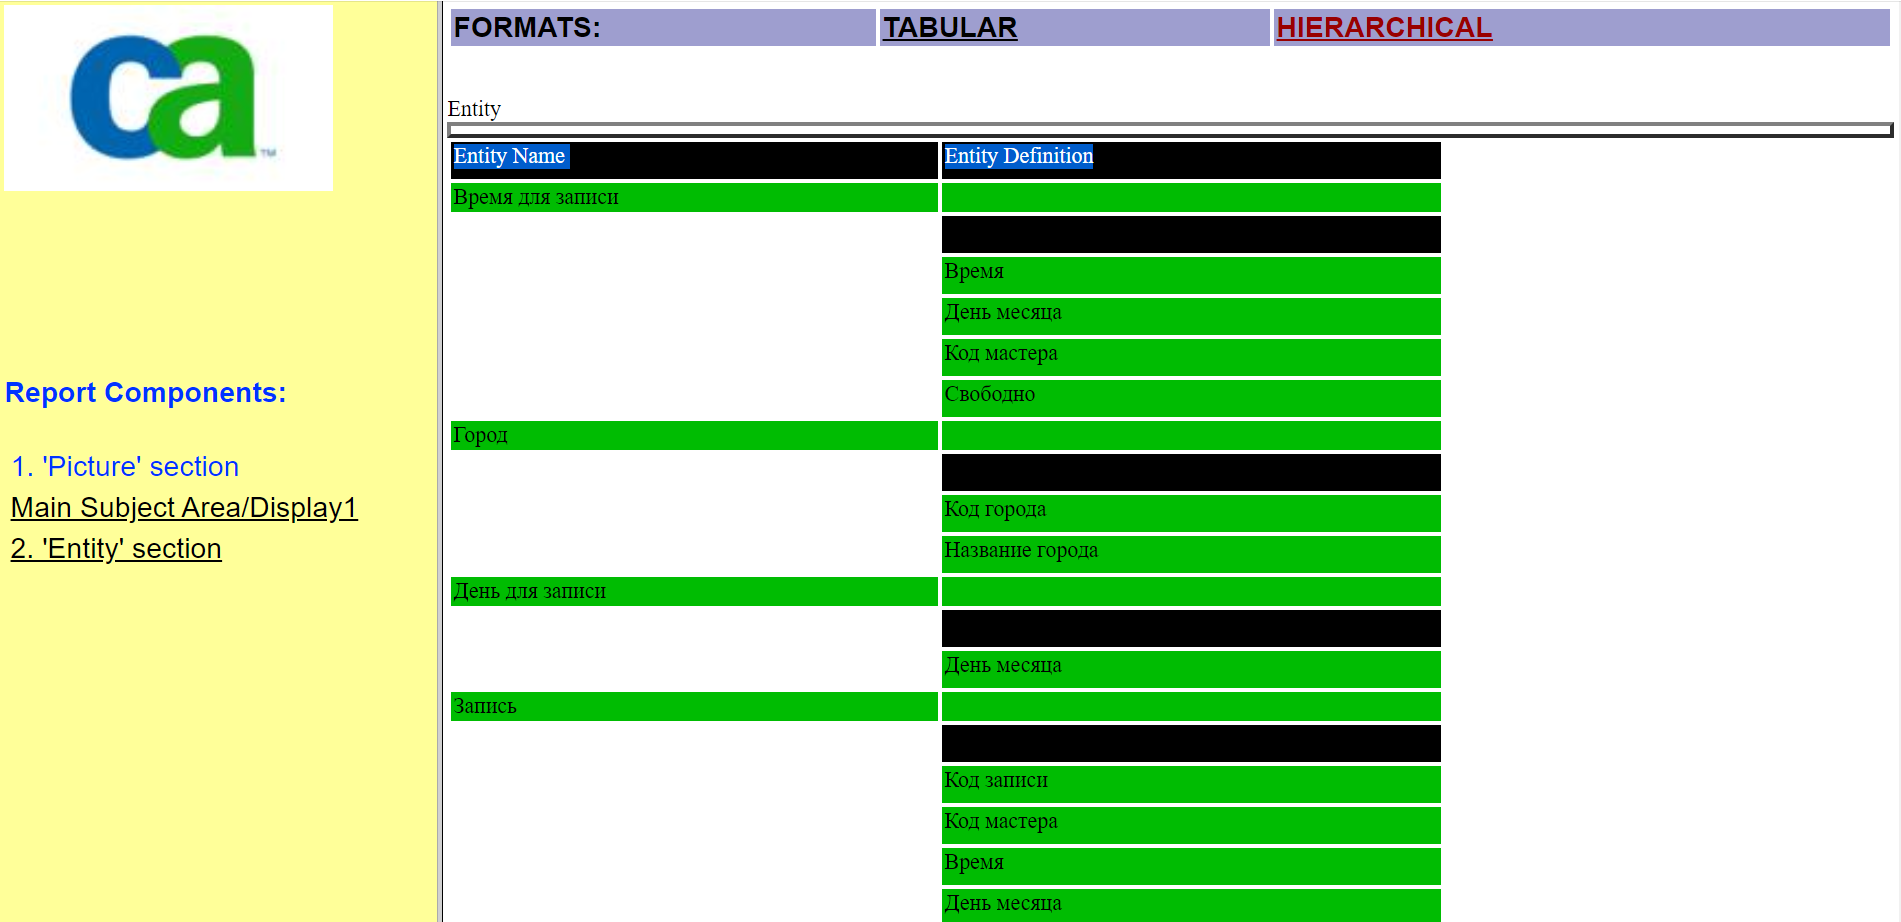 ca™
Report Components:
1. 'Picture' section
Main Subject Area/Display1
2. 'Entity' section
FORMATS: TABULAR HIERARCHICAL
Entity
Entity Name Entity Definition
Время для записи
Время
День месяца
Код мастера
Свободно
Город
Код города
Название города
День для записи
День месяца
Запись
Код записи
Код мастера
Время
День месяца